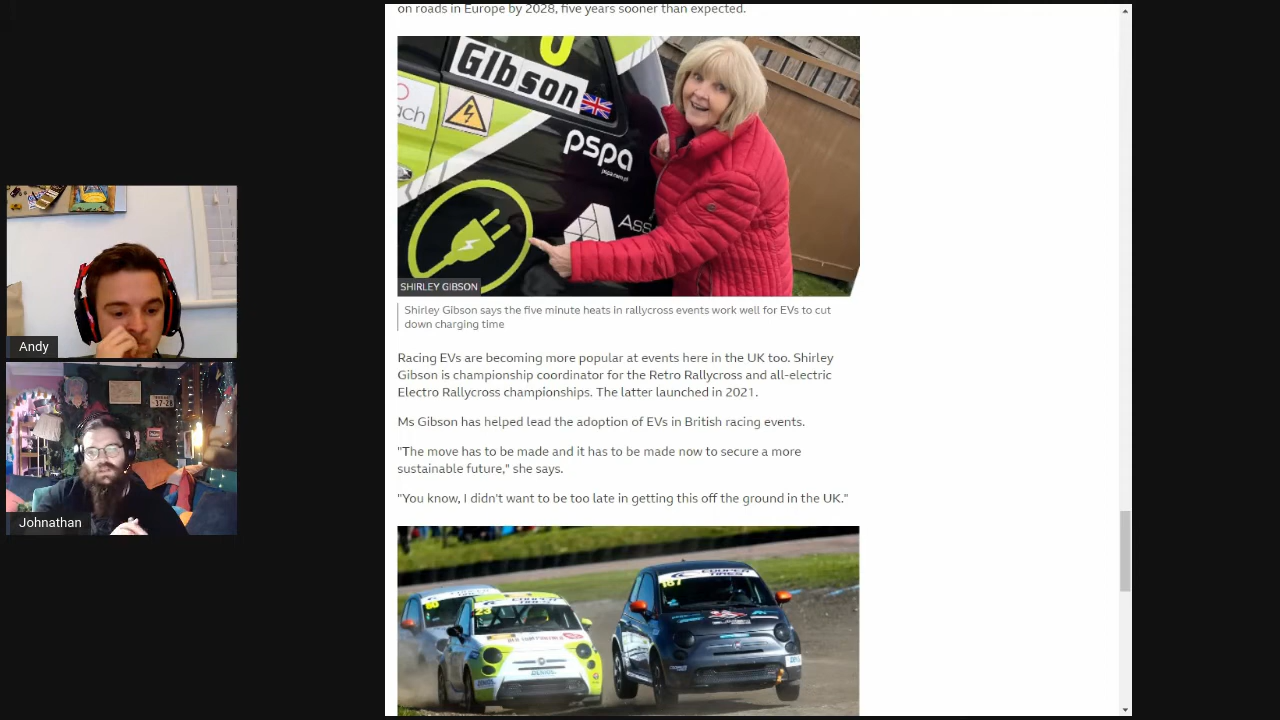 on roads in Europe by 2028, five years sooner than expected.
Gibson
ach
pspa
Ass
SHIRLEY GIBSON
Shirley Gibson says the five minute heats in rallycross events work well for EVs to cut
down charging time
Racing EVs are becoming more popular at events here in the UK too. Shirley
Gibson is championship coordinator for the Retro Rallycross and all-electric
Electro Rallycross championships. The latter launched in 2021.
Ms Gibson has helped lead the adoption of EVs in British racing events.
"The move has to be made and it has to be made now to secure a more
sustainable future," she says.
"You know, I didn't want to be too late in getting this off the ground in the UK."
COOPER
TIRES
23
Andy
Johnathan